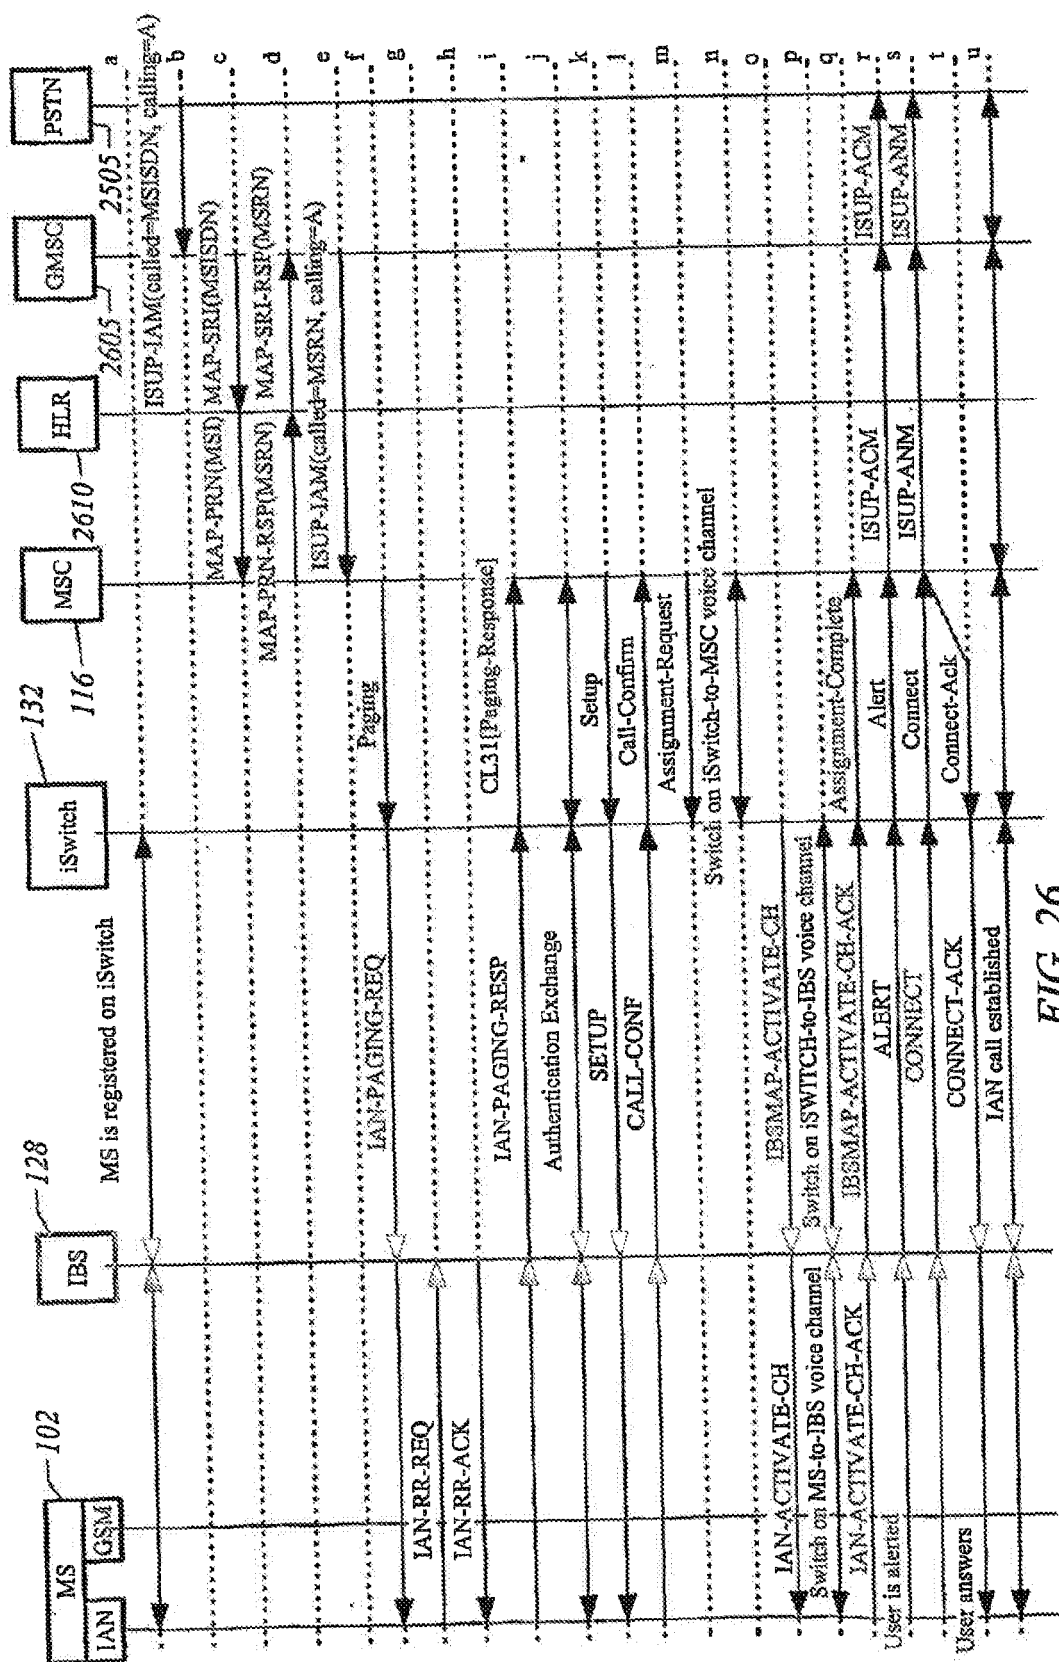 102
128
132
116
2610
2605
2505
MS
IAN
GSM
IBS
iSwitch
MSC
HLR
GMSC
PSTN
MS is registered on iSwitch
a
ISUP-IAM(called=MSISDN, calling=A)
b
MAP-PRN(MSI)
MAP-SRI(MSISDN)
c
MAP-PRN-RSP(MSRN)
MAP-SRI-RSP(MSRN)
d
ISUP-IAM(called=MSRN, calling=A)
e
Paging
f
IAN-PAGING-REQ
g
IAN-RR-REQ
h
IAN-RR-ACK
i
IAN-PAGING-RESP
CL3I[Paging-Response]
j
Authentication Exchange
k
SETUP
Setup
l
CALL-CONF
Call-Confirm
m
Assignment-Request
n
Switch on iSwitch-to-MSC voice channel
o
IAN-ACTIVATE-CH
IBSMAP-ACTIVATE-CH
p
Switch on MS-to-IBS voice channel
Switch on iSWITCH-to-IBS voice channel
q
IAN-ACTIVATE-CH-ACK
IBSMAP-ACTIVATE-CH-ACK
Assignment-Complete
r
User is alerted
ALERT
Alert
ISUP-ACM
ISUP-ACM
s
CONNECT
Connect
ISUP-ANM
ISUP-ANM
t
User answers
CONNECT-ACK
Connect-Ack
u
IAN call established
FIG. 26